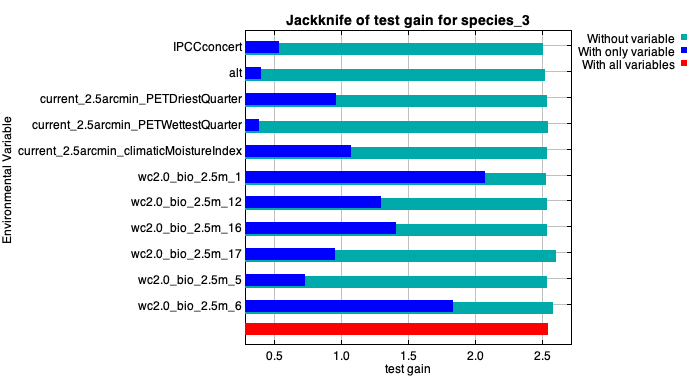 Jackknife of test gain for species_3
Without variable
With only variable
With all variables
Environmental Variable
IPCCconcert
alt
current_2.5arcmin_PETDriestQuarter
current_2.5arcmin_PETWettestQuarter
current_2.5arcmin_climaticMoistureIndex
wc2.0_bio_2.5m_1
wc2.0_bio_2.5m_12
wc2.0_bio_2.5m_16
wc2.0_bio_2.5m_17
wc2.0_bio_2.5m_5
wc2.0_bio_2.5m_6
0.5 1.0 1.5 2.0 2.5
test gain